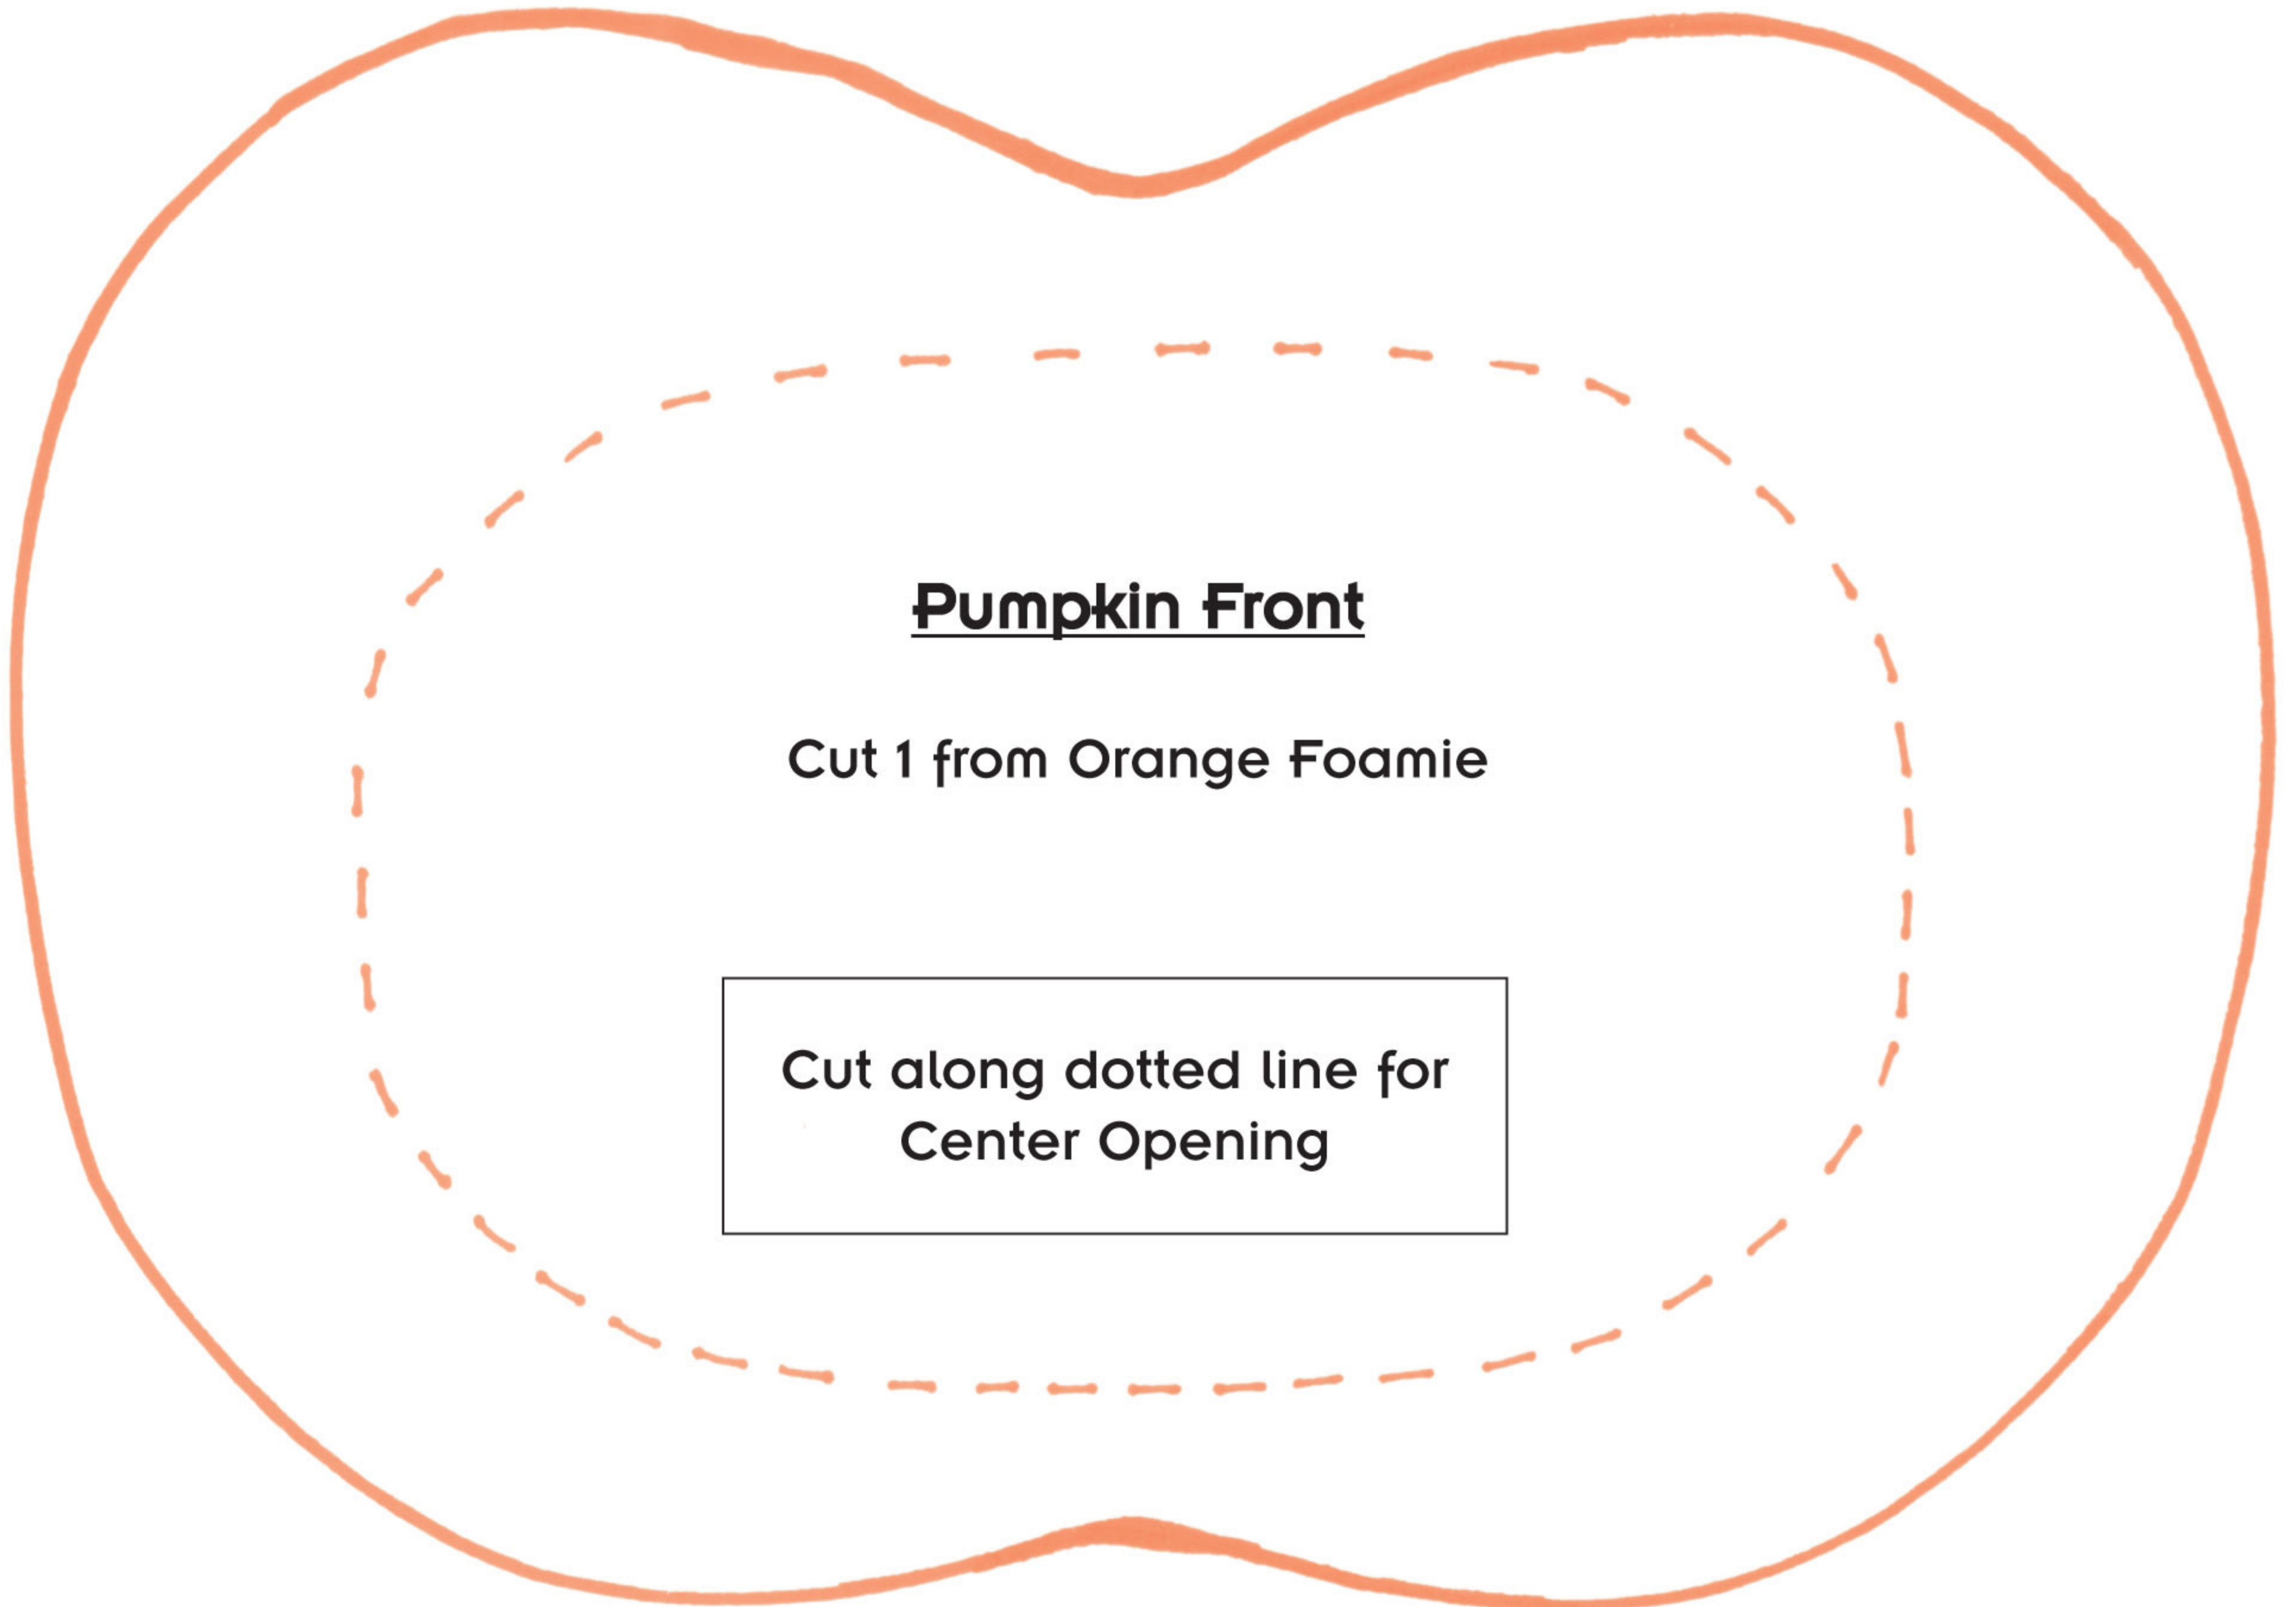 Pumpkin Front
Cut 1 from Orange Foamie
Cut along dotted line for
Center Opening